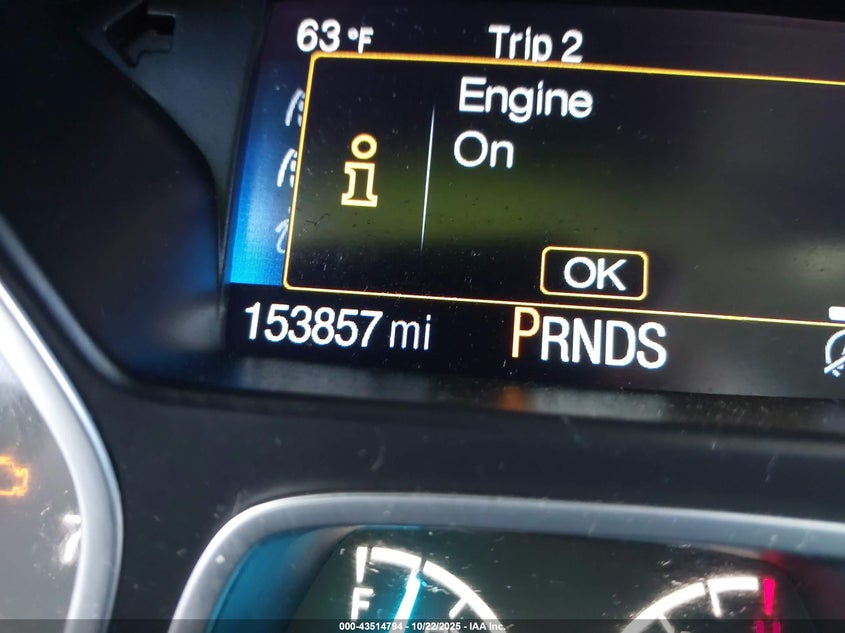 63 °F Trip 2
Engine
On
i
OK
153857 mi PRNDS
F
H
000-43514794 - 10/22/2025 - IAA Inc.